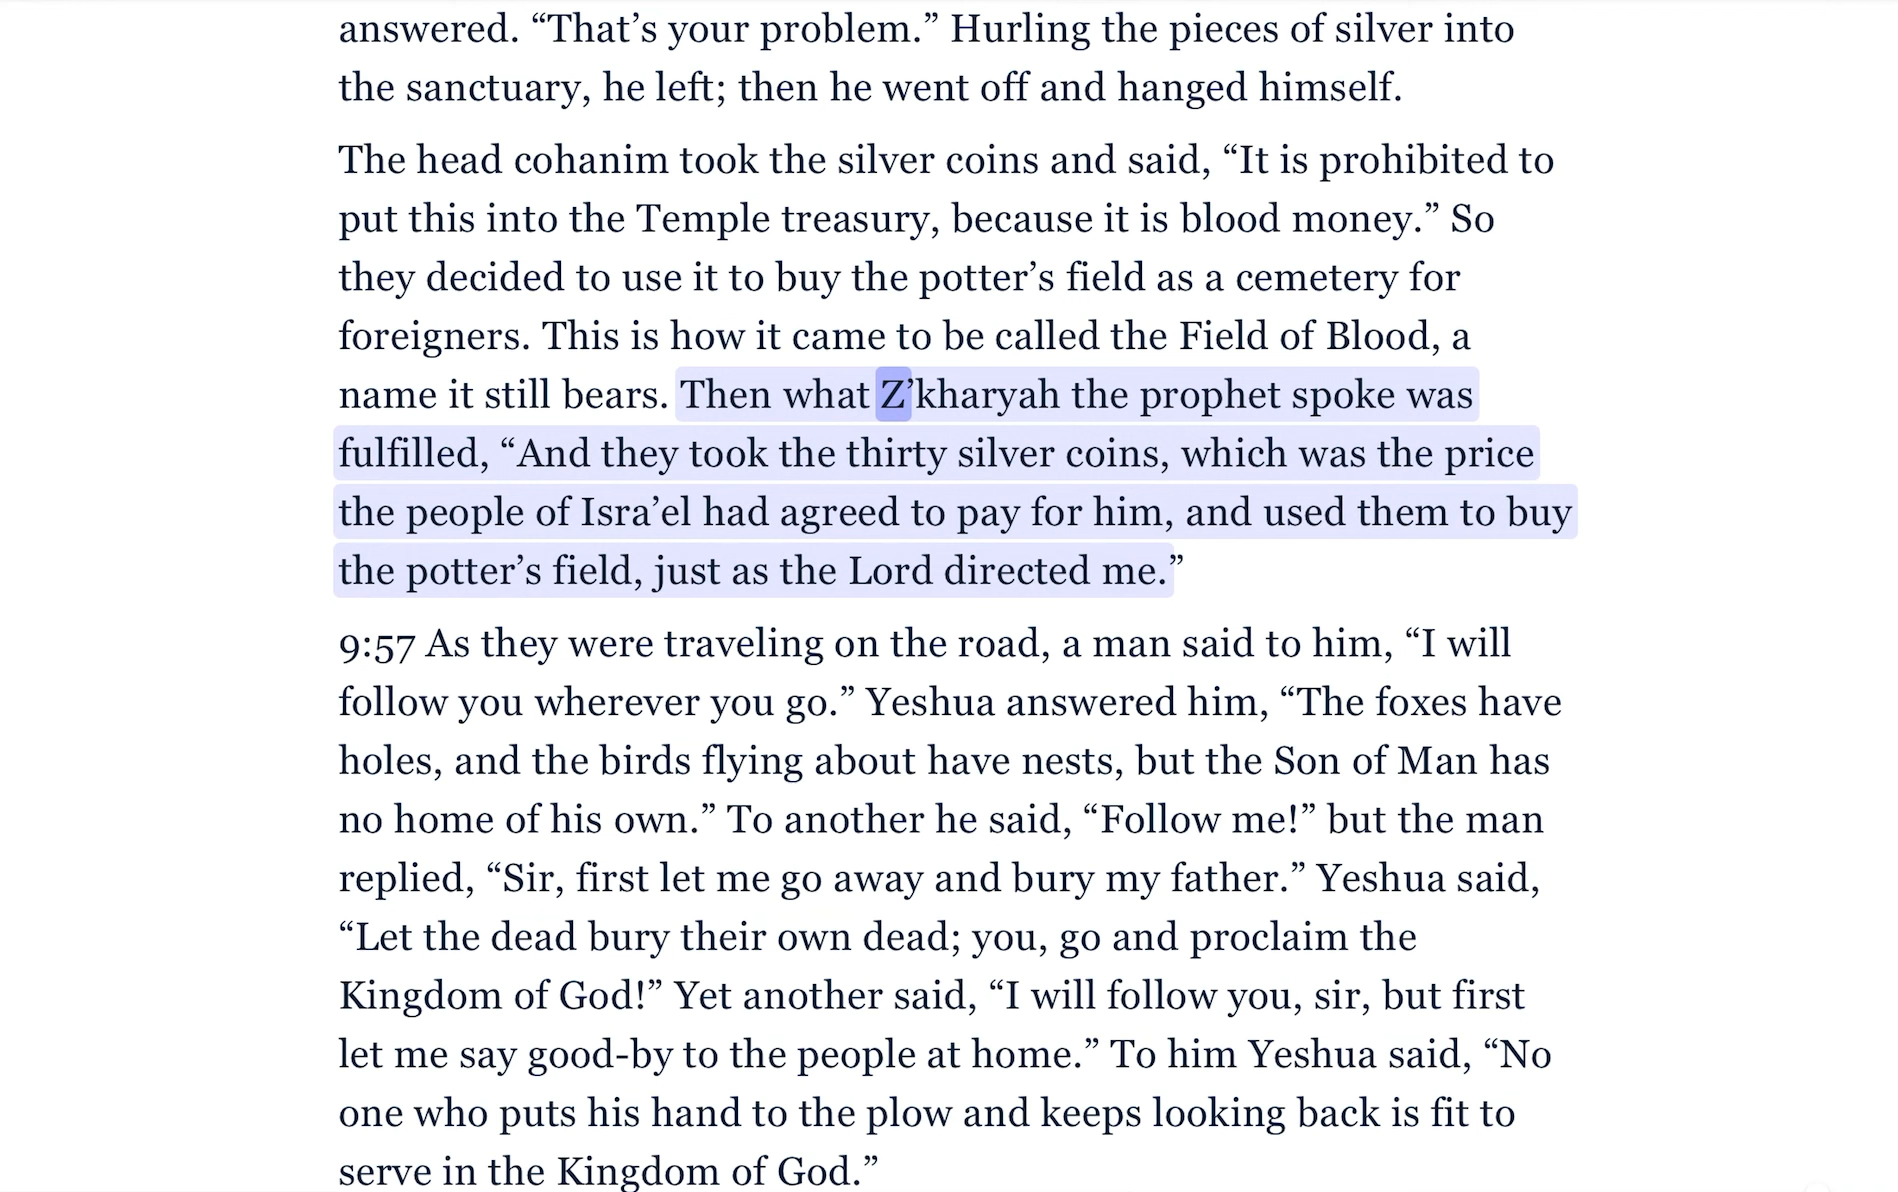 answered. “That’s your problem.” Hurling the pieces of silver into
the sanctuary, he left; then he went off and hanged himself.
The head cohanim took the silver coins and said, “It is prohibited to
put this into the Temple treasury, because it is blood money.” So
they decided to use it to buy the potter’s field as a cemetery for
foreigners. This is how it came to be called the Field of Blood, a
name it still bears. Then what Z’kharyah the prophet spoke was
fulfilled, “And they took the thirty silver coins, which was the price
the people of Isra’el had agreed to pay for him, and used them to buy
the potter’s field, just as the Lord directed me.”
9:57 As they were traveling on the road, a man said to him, “I will
follow you wherever you go.” Yeshua answered him, “The foxes have
holes, and the birds flying about have nests, but the Son of Man has
no home of his own.” To another he said, “Follow me!” but the man
replied, “Sir, first let me go away and bury my father.” Yeshua said,
“Let the dead bury their own dead; you, go and proclaim the
Kingdom of God!” Yet another said, “I will follow you, sir, but first
let me say good-by to the people at home.” To him Yeshua said, “No
one who puts his hand to the plow and keeps looking back is fit to
serve in the Kingdom of God.”